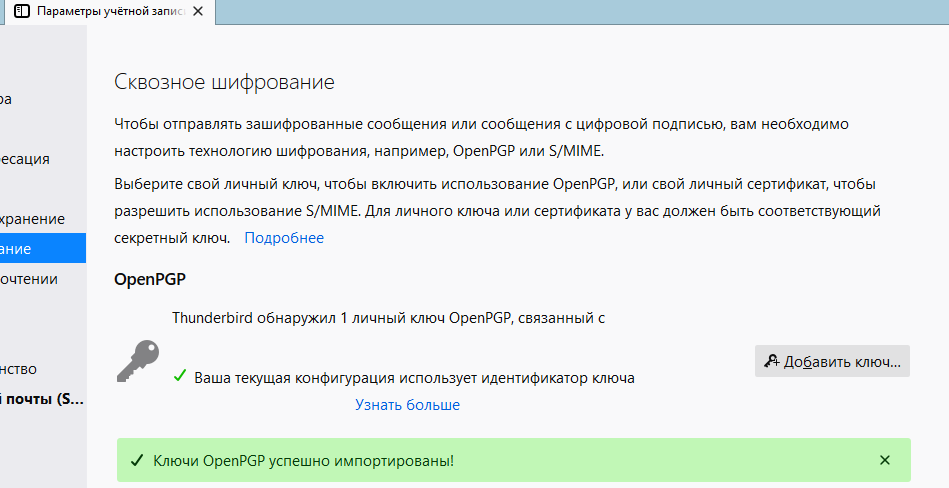 Параметры учётной запис
Сквозное шифрование
ра
Чтобы отправлять зашифрованные сообщения или сообщения с цифровой подписью, вам необходимо
настроить технологию шифрования, например, OpenPGP или S/MIME.
есация
Выберите свой личный ключ, чтобы включить использование OpenPGP, или свой личный сертификат, чтобы
разрешить использование S/MIME. Для личного ключа или сертификата у вас должен быть соответствующий
хранение
секретный ключ. Подробнее
ание
очтении
OpenPGP
Thunderbird обнаружил 1 личный ключ OpenPGP, связанный с
нство
Добавить ключ...
Ваша текущая конфигурация использует идентификатор ключа
й почты (S...
Узнать больше
Ключи OpenPGP успешно импортированы!